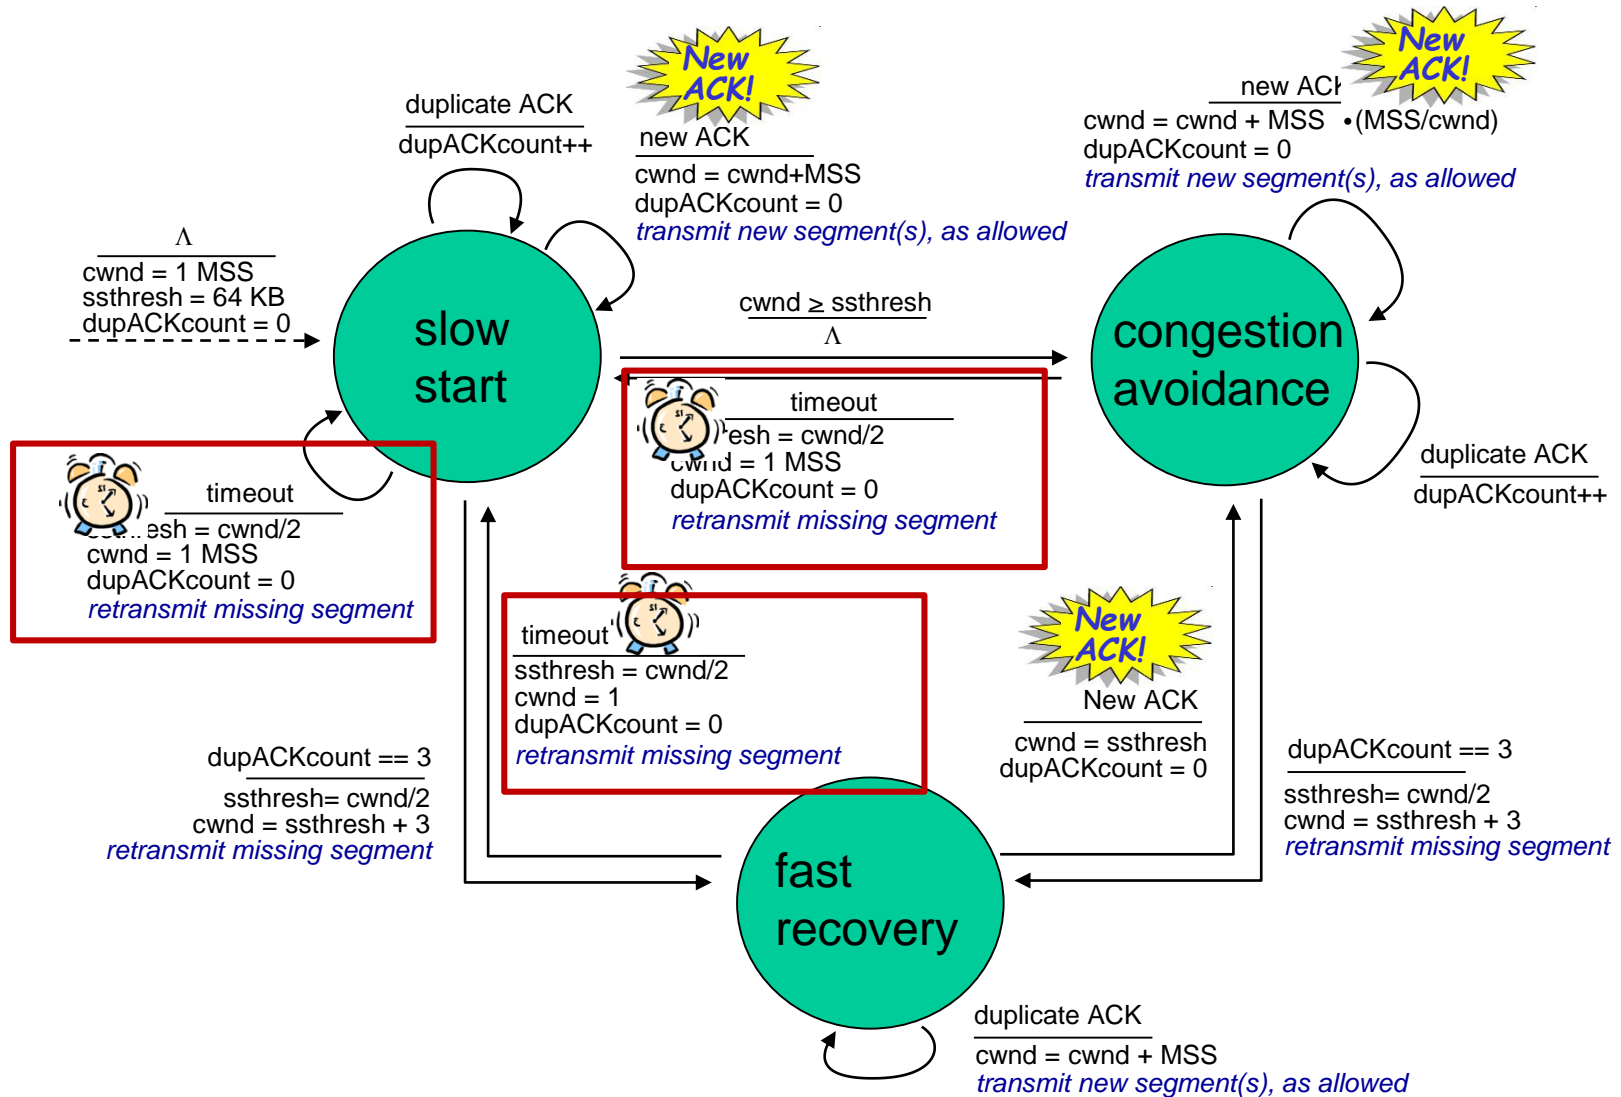 New
ACK!
New
ACK!
duplicate ACK
dupACKcount++
new ACK
cwnd = cwnd+MSS
dupACKcount = 0
transmit new segment(s), as allowed
new ACK
cwnd = cwnd + MSS •(MSS/cwnd)
dupACKcount = 0
transmit new segment(s), as allowed
Λ
cwnd = 1 MSS
ssthresh = 64 KB
dupACKcount = 0
slow
start
cwnd ≥ ssthresh
Λ
congestion
avoidance
timeout
esh = cwnd/2
cwnd = 1 MSS
dupACKcount = 0
retransmit missing segment
duplicate ACK
dupACKcount++
timeout
ssthresh = cwnd/2
cwnd = 1 MSS
dupACKcount = 0
retransmit missing segment
timeout
ssthresh = cwnd/2
cwnd = 1
dupACKcount = 0
retransmit missing segment
New
ACK!
New ACK
cwnd = ssthresh
dupACKcount = 0
dupACKcount == 3
ssthresh= cwnd/2
cwnd = ssthresh + 3
retransmit missing segment
dupACKcount == 3
ssthresh= cwnd/2
cwnd = ssthresh + 3
retransmit missing segment
fast
recovery
duplicate ACK
cwnd = cwnd + MSS
transmit new segment(s), as allowed